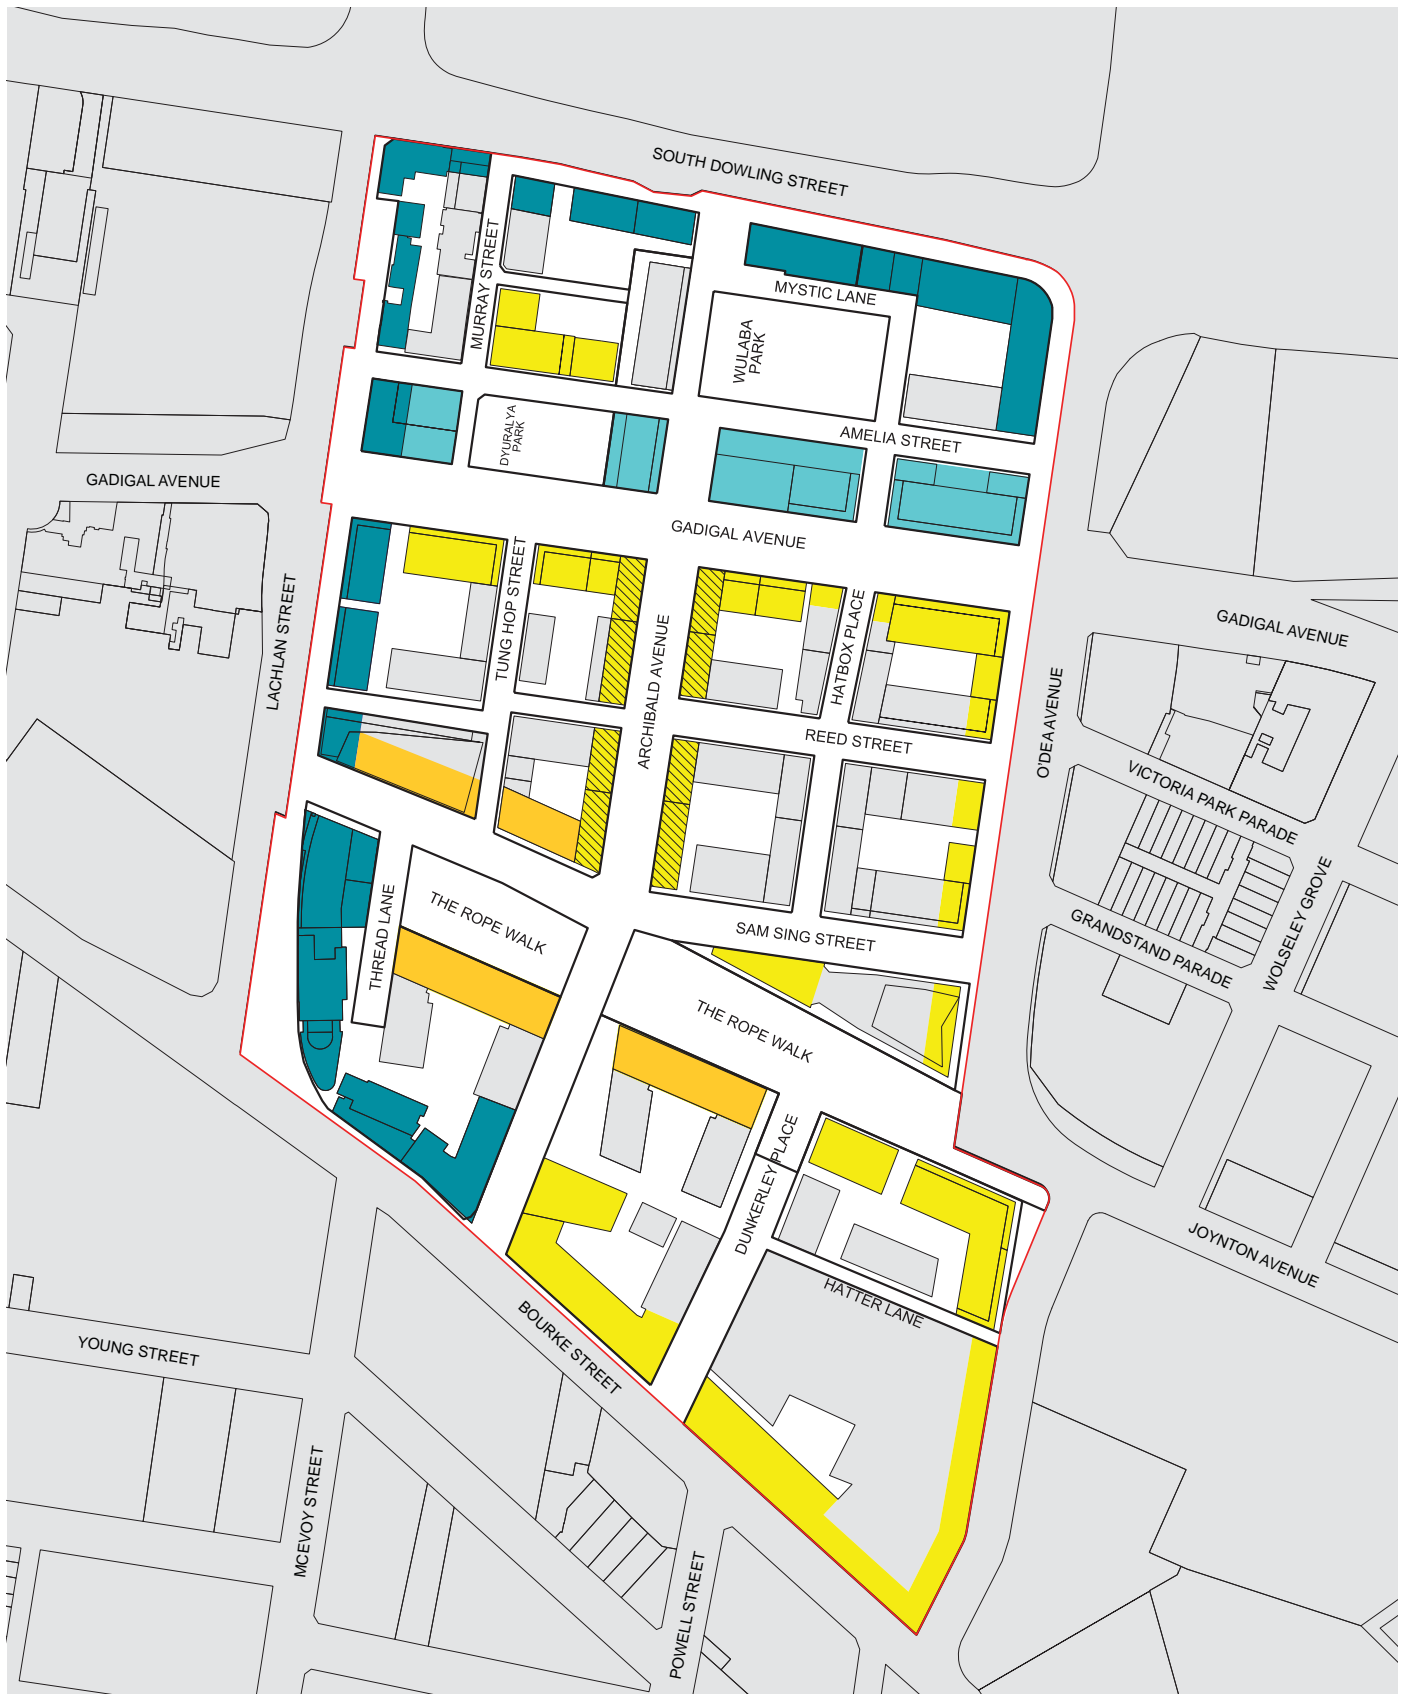 SOUTH DOWLING STREET
MURRAY STREET
MYSTIC LANE
WULABA
PARK
DYURALYA
PARK
AMELIA STREET
GADIGAL AVENUE
GADIGAL AVENUE
LACHLAN STREET
TUNG HOP STREET
HATBOX PLACE
GADIGAL AVENUE
ARCHIBALD AVENUE
O'DEA AVENUE
REED STREET
VICTORIA PARK PARADE
THREAD LANE
THE ROPE WALK
SAM SING STREET
GRANDSTAND PARADE
WOLSELEY GROVE
THE ROPE WALK
DUNKERLEY PLACE
JOYNTON AVENUE
HATTER LANE
YOUNG STREET
BOURKE STREET
MCEVOY STREET
POWELL STREET